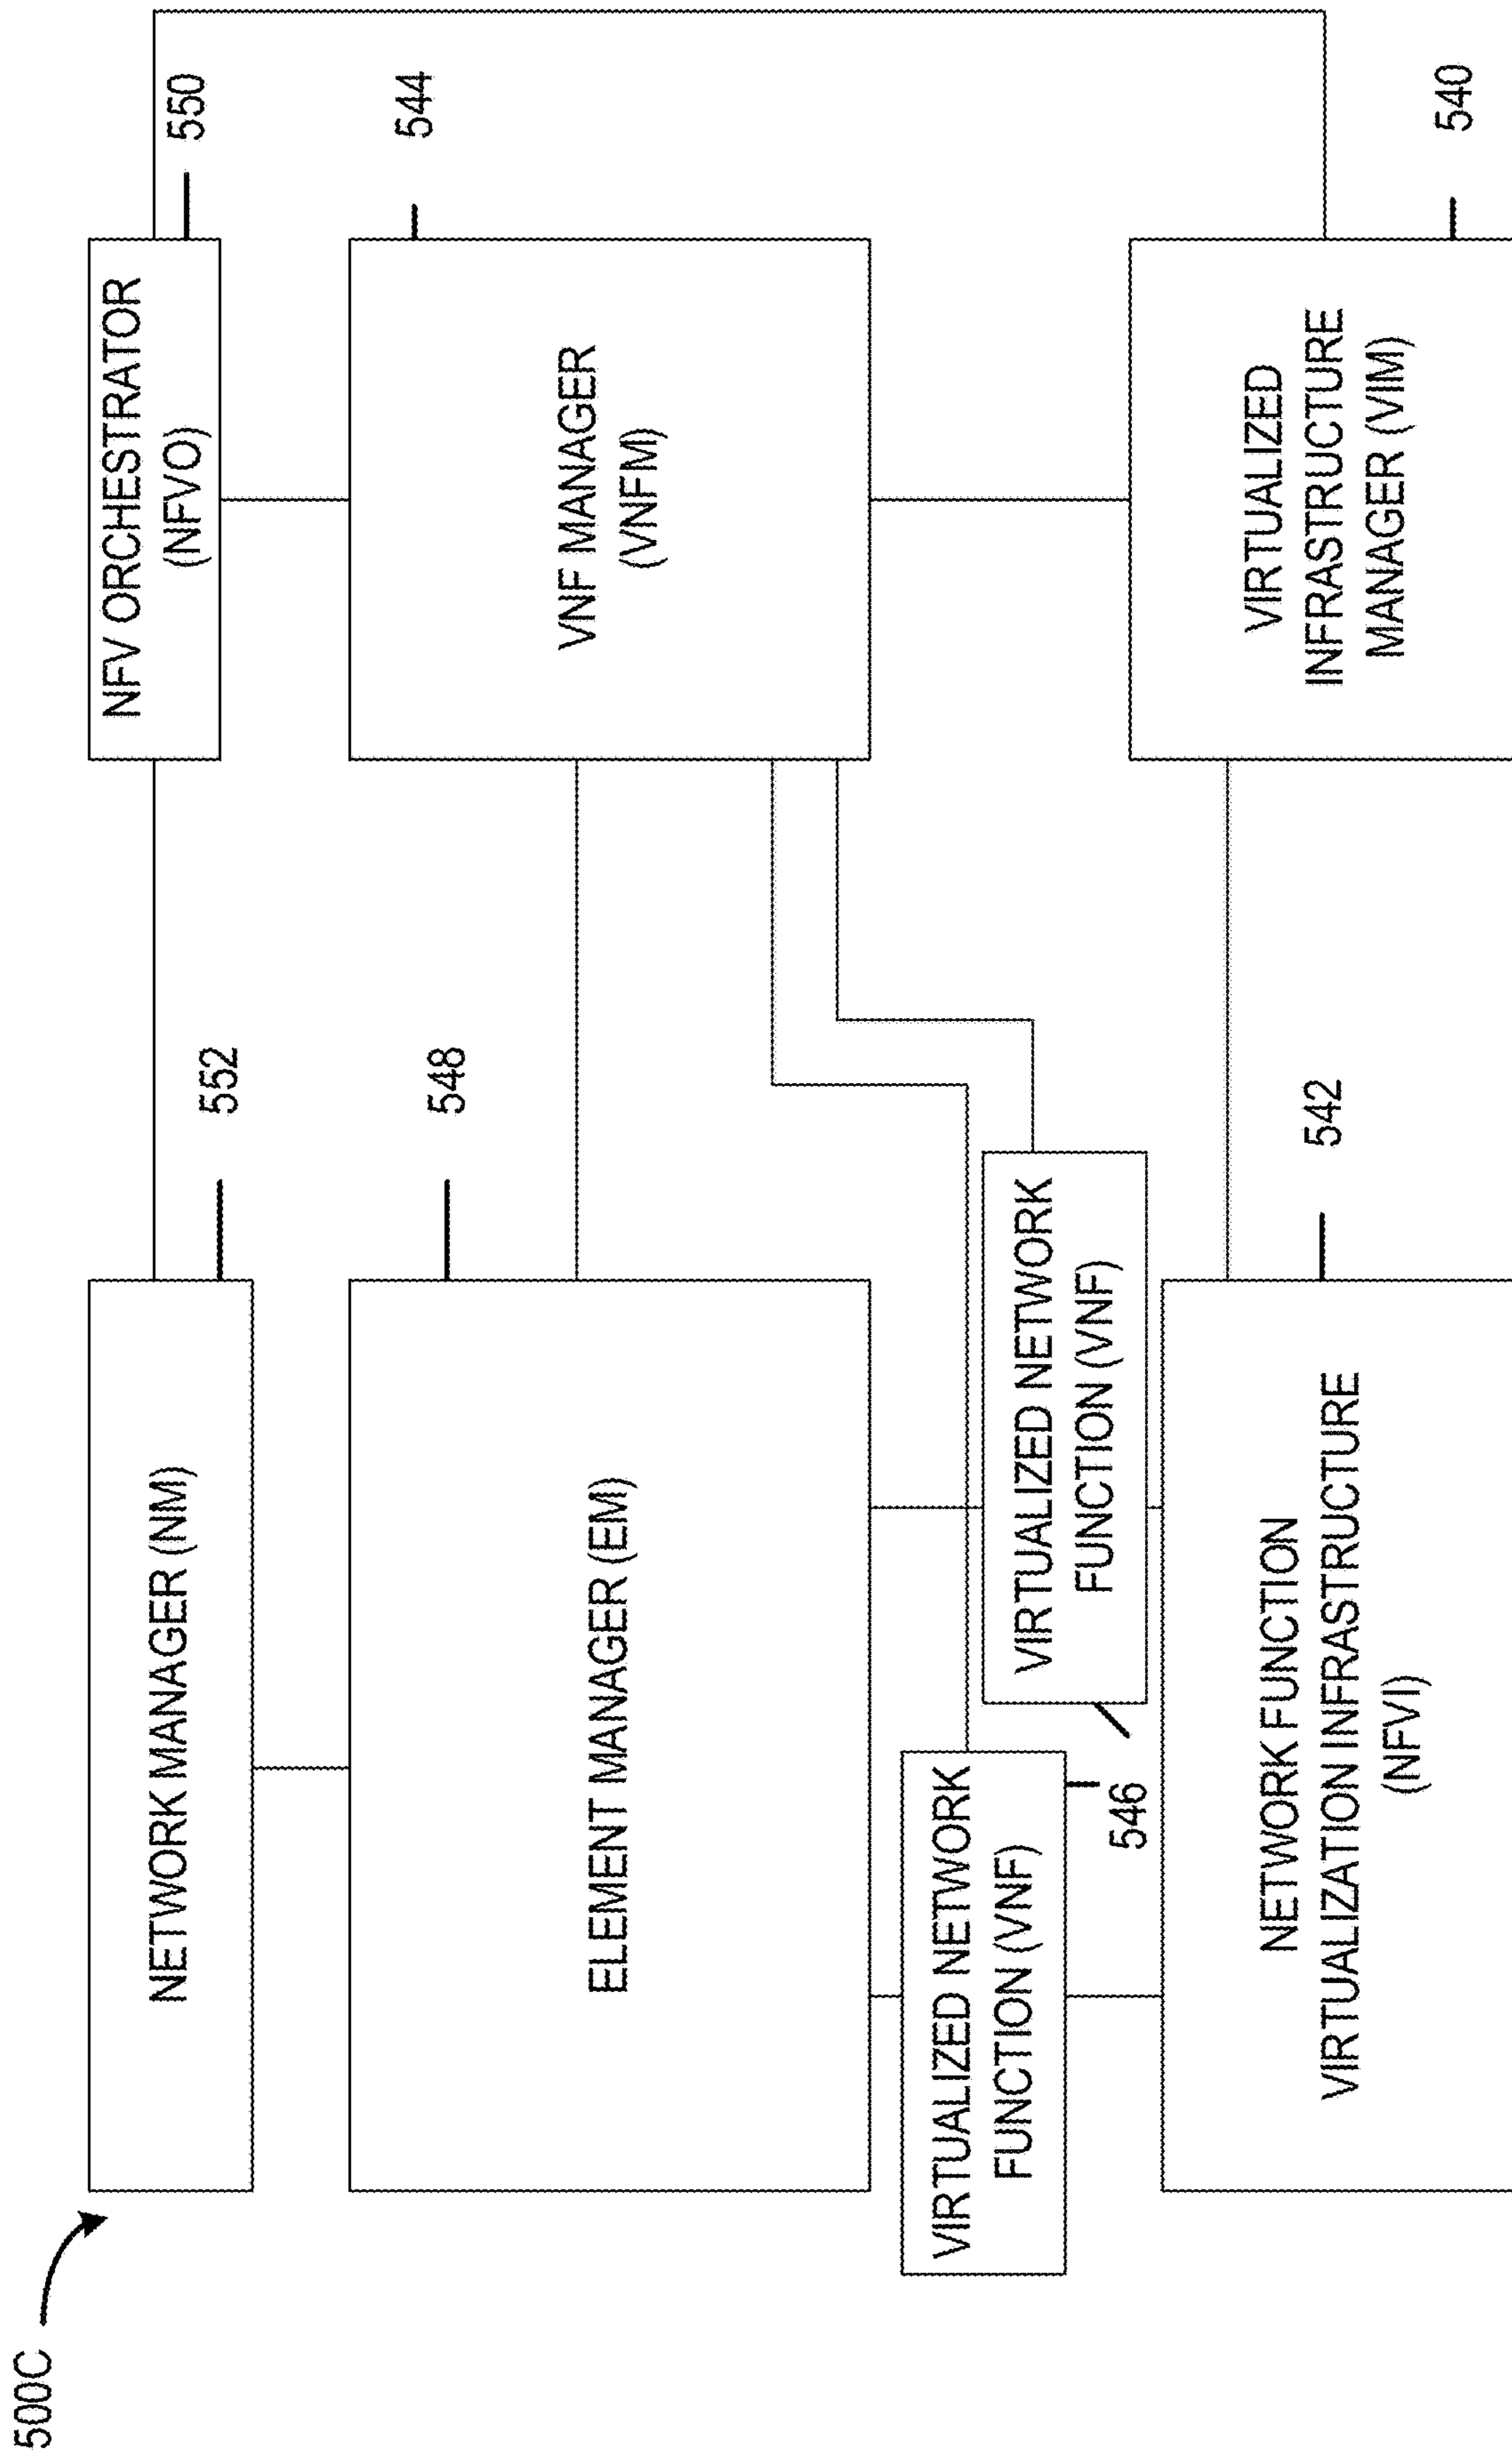 500C
NETWORK MANAGER (NM)
552
NFV ORCHESTRATOR
(NFVO)
550
ELEMENT MANAGER (EM)
548
VNF MANAGER
(VNFM)
544
VIRTUALIZED NETWORK
FUNCTION (VNF)
VIRTUALIZED NETWORK
FUNCTION (VNF)
546
NETWORK FUNCTION
VIRTUALIZATION INFRASTRUCTURE
(NFVI)
542
VIRTUALIZED
INFRASTRUCTURE
MANAGER (VIM)
540